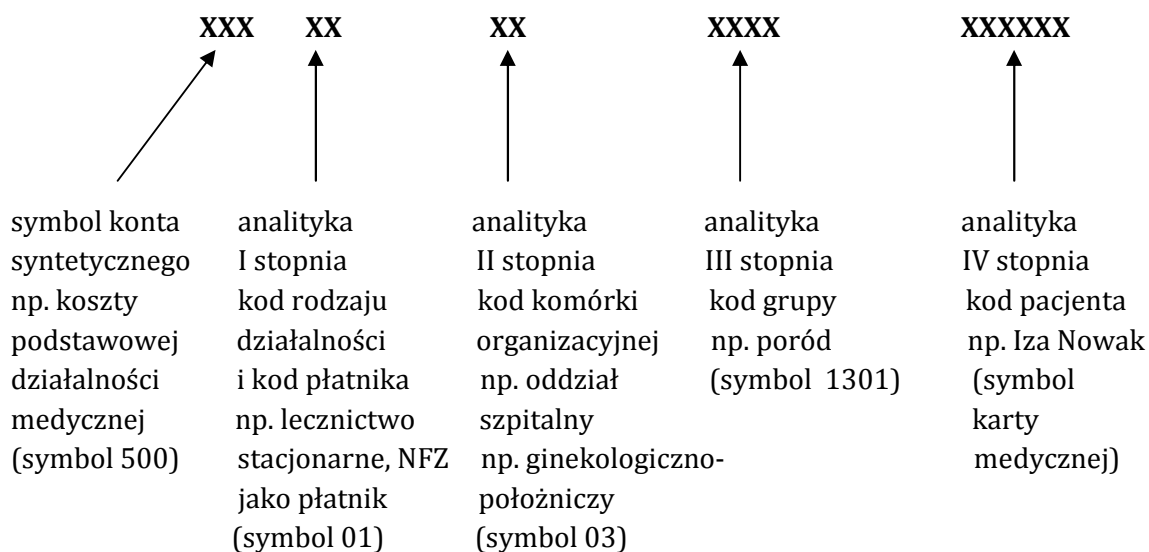 XXX XX XX XXXX XXXXXX
symbol konta analityka analityka analityka analityka
syntetycznego I stopnia II stopnia III stopnia IV stopnia
np. koszty kod rodzaju kod komórki kod grupy kod pacjenta
podstawowej działalności organizacyjnej np. poród np. Iza Nowak
działalności i kod płatnika np. oddział (symbol 1301) (symbol
medycznej np. lecznictwo szpitalny karty
(symbol 500) stacjonarne, NFZ np. ginekologiczno- medycznej)
jako płatnik położniczy
(symbol 01) (symbol 03)